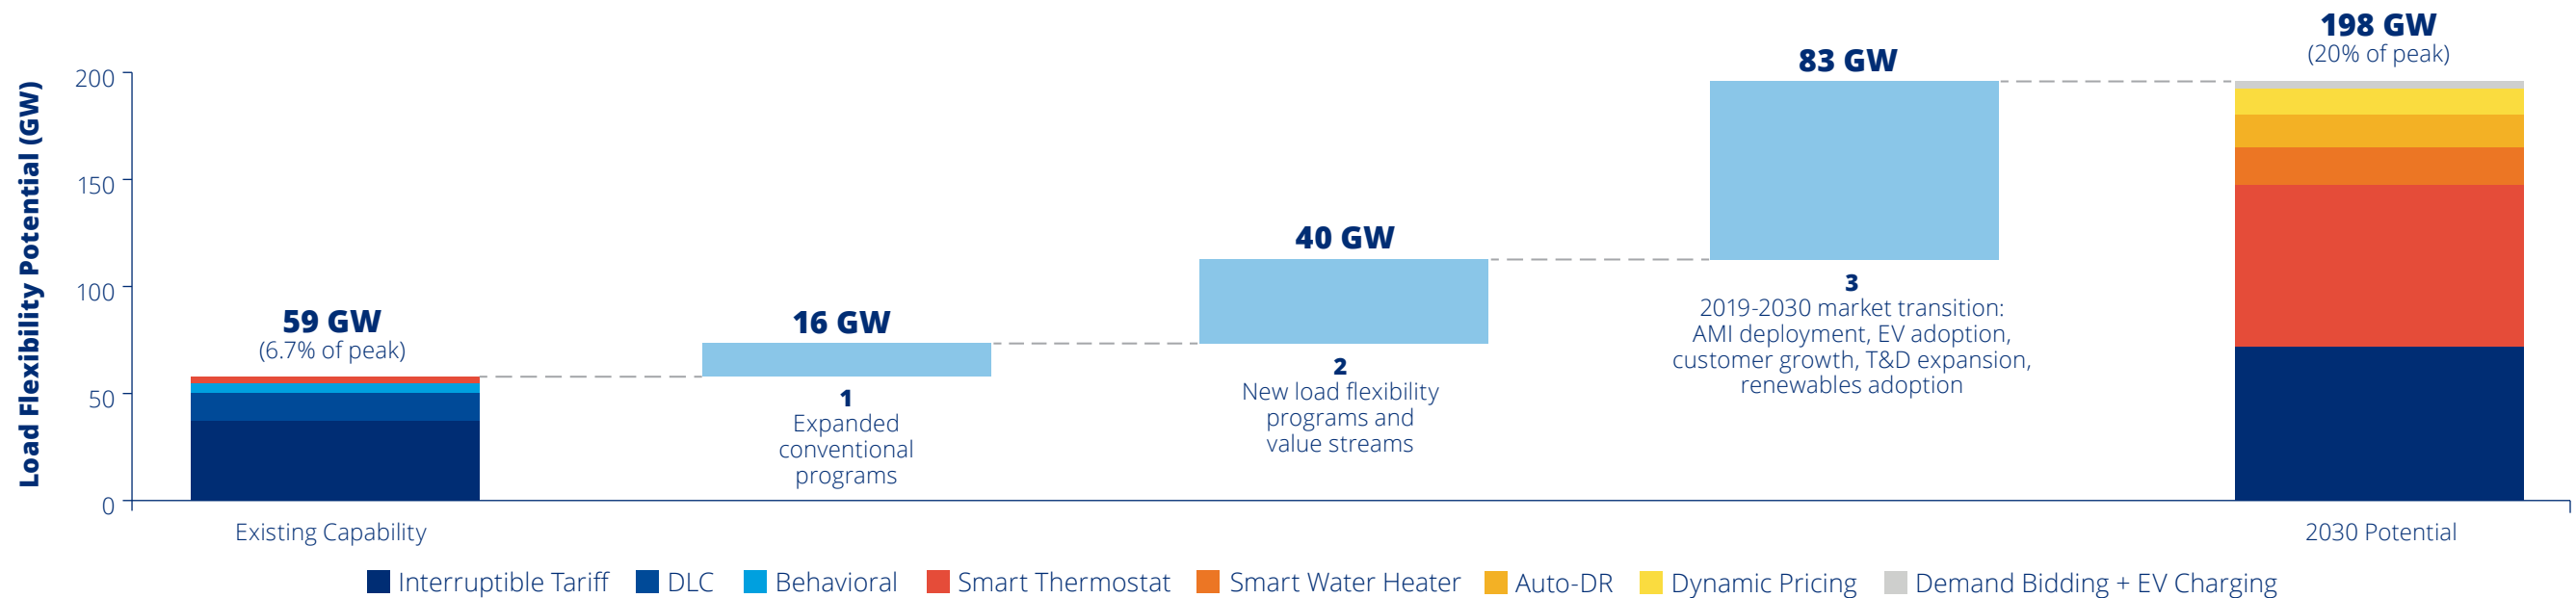 Load Flexibility Potential (GW)
200
150
100
50
0
59 GW
(6.7% of peak)
Existing Capability
16 GW
1
Expanded
conventional
programs
40 GW
2
New load flexibility
programs and
value streams
83 GW
3
2019-2030 market transition:
AMI deployment, EV adoption,
customer growth, T&D expansion,
renewables adoption
198 GW
(20% of peak)
2030 Potential
Interruptible Tariff
DLC
Behavioral
Smart Thermostat
Smart Water Heater
Auto-DR
Dynamic Pricing
Demand Bidding + EV Charging